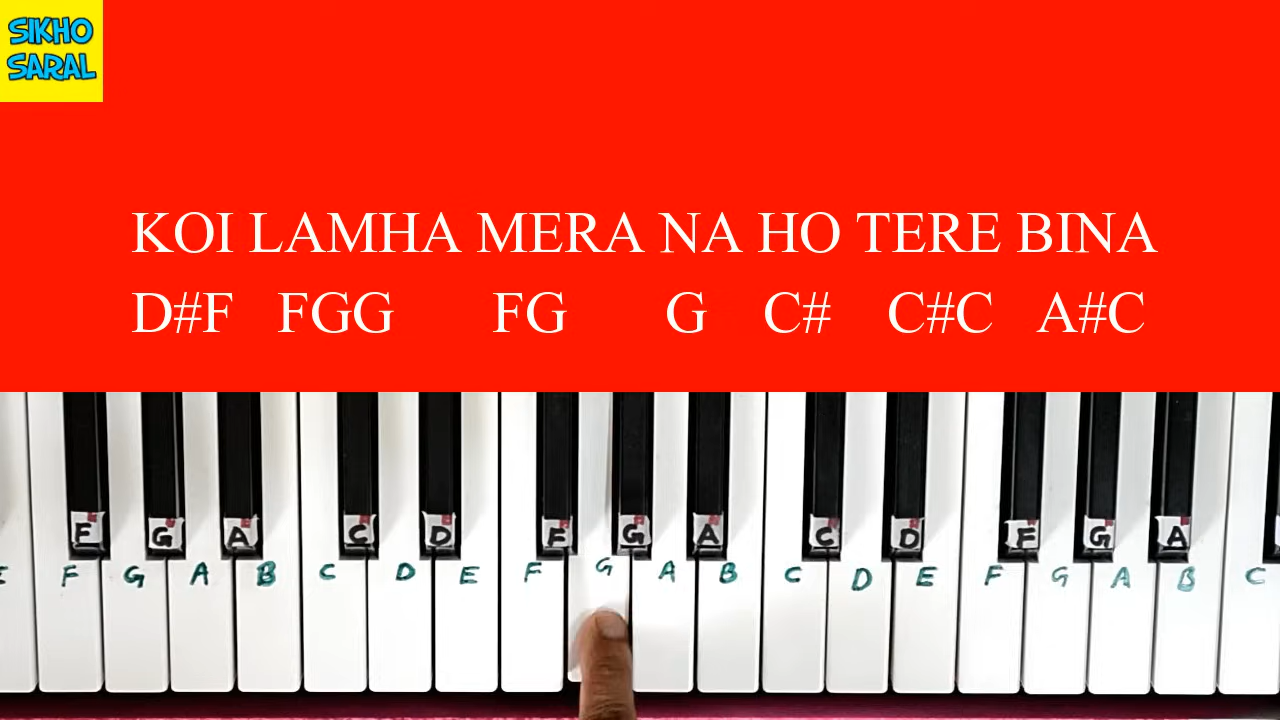 SIKHO
SARAL
KOI LAMHA MERA NA HO TERE BINA
D#F FGG FG G C# C#C A#C
F G A C D F G A C D F G A
E F G A B C D E F G A B C D E F G A B C